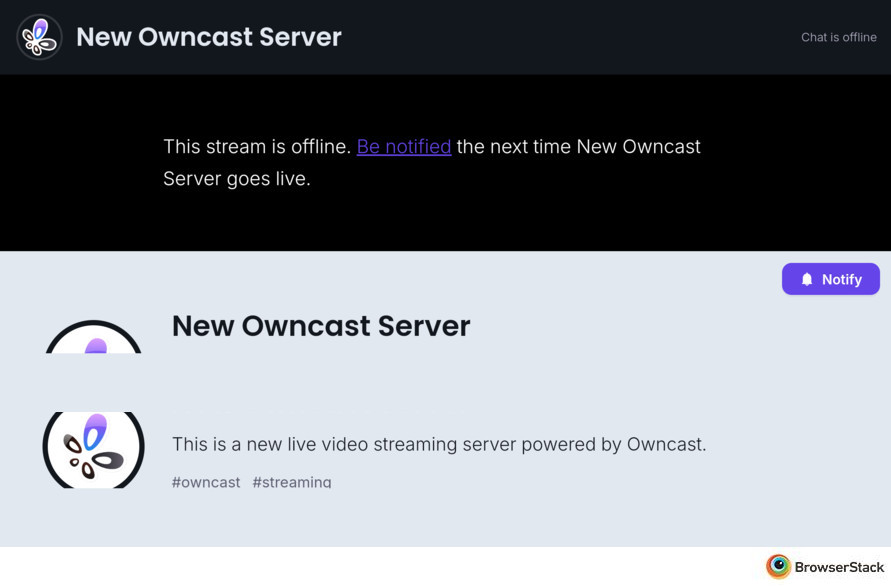 New Owncast Server
Chat is offline
This stream is offline. Be notified the next time New Owncast
Server goes live.
Notify
New Owncast Server
This is a new live video streaming server powered by Owncast.
#owncast #streaming
BrowserStack